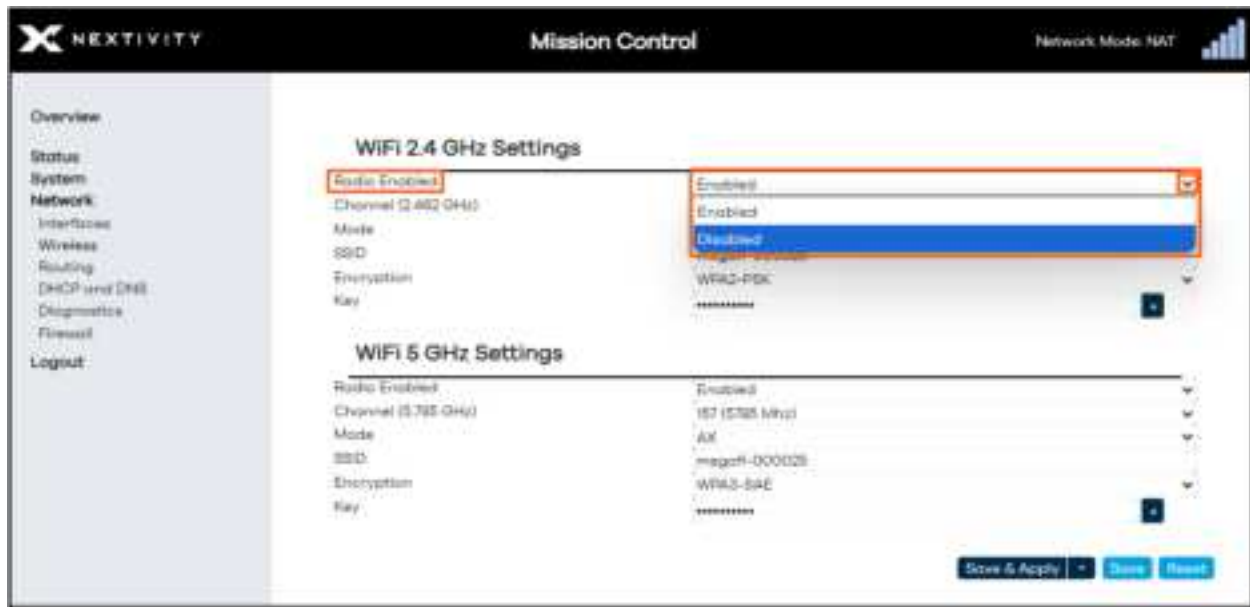 NEXTIVITY
Mission Control
Network Mode: NAT
Overview
Status
System
Network
Interfaces
Wireless
Routing
DHCP and DNS
Diagnostics
Firewall
Logout
WiFi 2.4 GHz Settings
Radio Enabled Enabled
Channel (2.462 GHz) Enabled
Mode Disabled
SSID
Encryption WPA2-PSK
Key •••••••••••
WiFi 5 GHz Settings
Radio Enabled Enabled
Channel (5.785 GHz) 157 (5785 Mhz)
Mode AX
SSID megofi-000025
Encryption WPA3-SAE
Key •••••••••••
Save & Apply Save Reset